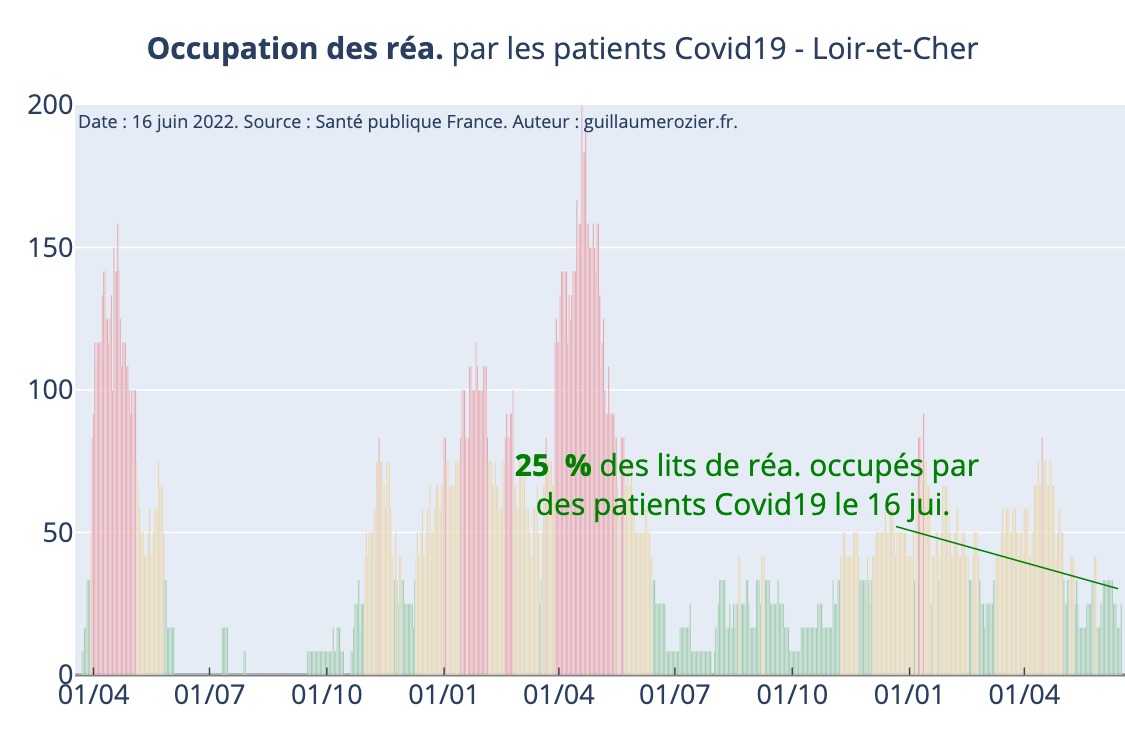 Occupation des réa. par les patients Covid19 - Loir-et-Cher
200
Date : 16 juin 2022. Source : Santé publique France. Auteur : guillaumerozier.fr.
150
100
25 % des lits de réa. occupés par
des patients Covid19 le 16 jui.
50
0
01/04 01/07 01/10 01/01 01/04 01/07 01/10 01/01 01/04